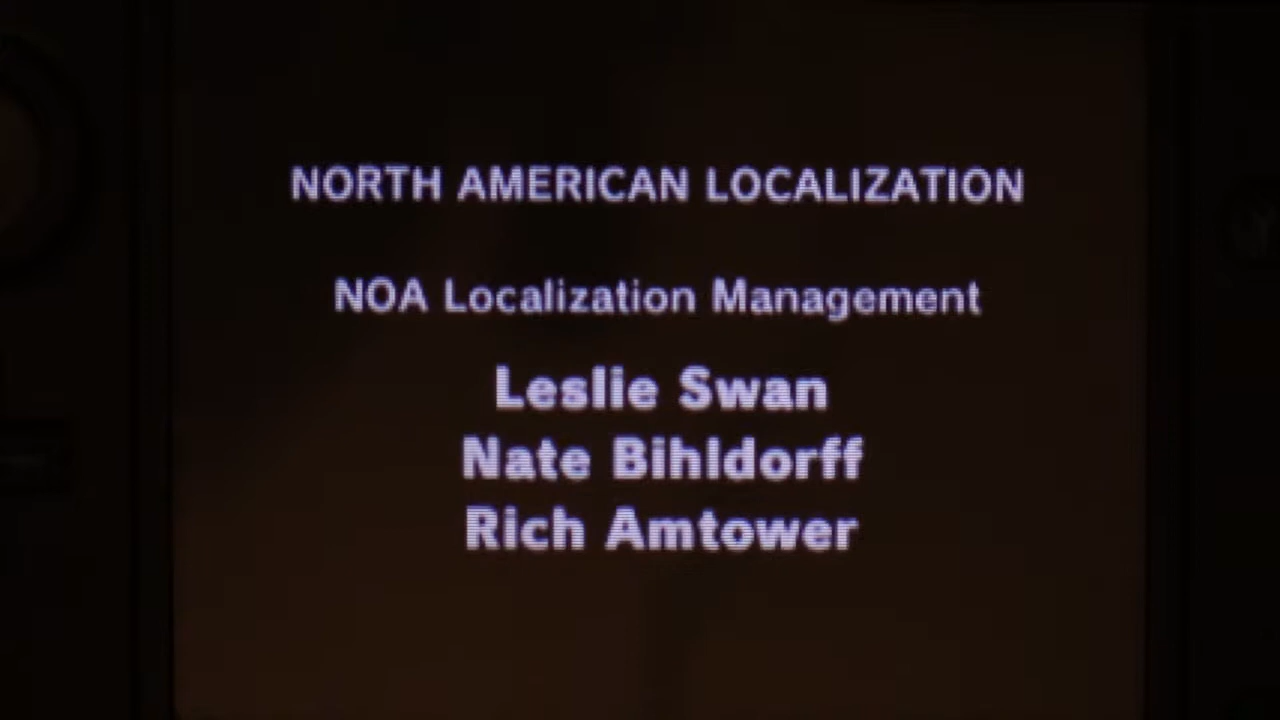 NORTH AMERICAN LOCALIZATION
NOA Localization Management
Leslie Swan
Nate Bihldorff
Rich Amtower